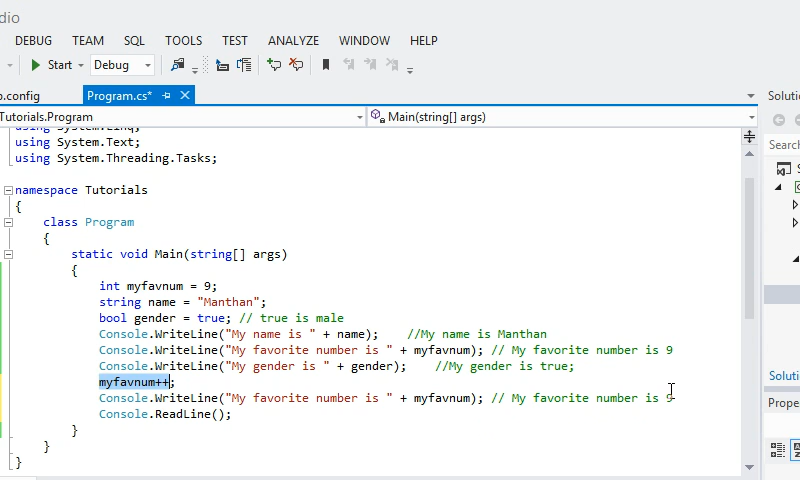 dio
DEBUG TEAM SQL TOOLS TEST ANALYZE WINDOW HELP
Start Debug
.config Program.cs* Solutio
Tutorials.Program Main(string[] args)
using System.Linq;
using System.Text; Search
using System.Threading.Tasks;
namespace Tutorials
{
class Program
{
static void Main(string[] args)
{
int myfavnum = 9;
string name = "Manthan";
bool gender = true; // true is male
Console.WriteLine("My name is " + name); //My name is Manthan
Console.WriteLine("My favorite number is " + myfavnum); // My favorite number is 9
Console.WriteLine("My gender is " + gender); //My gender is true;
myfavnum++; Solutio
Console.WriteLine("My favorite number is " + myfavnum); // My favorite number is 9
Prope
Console.ReadLine();
}
}
}